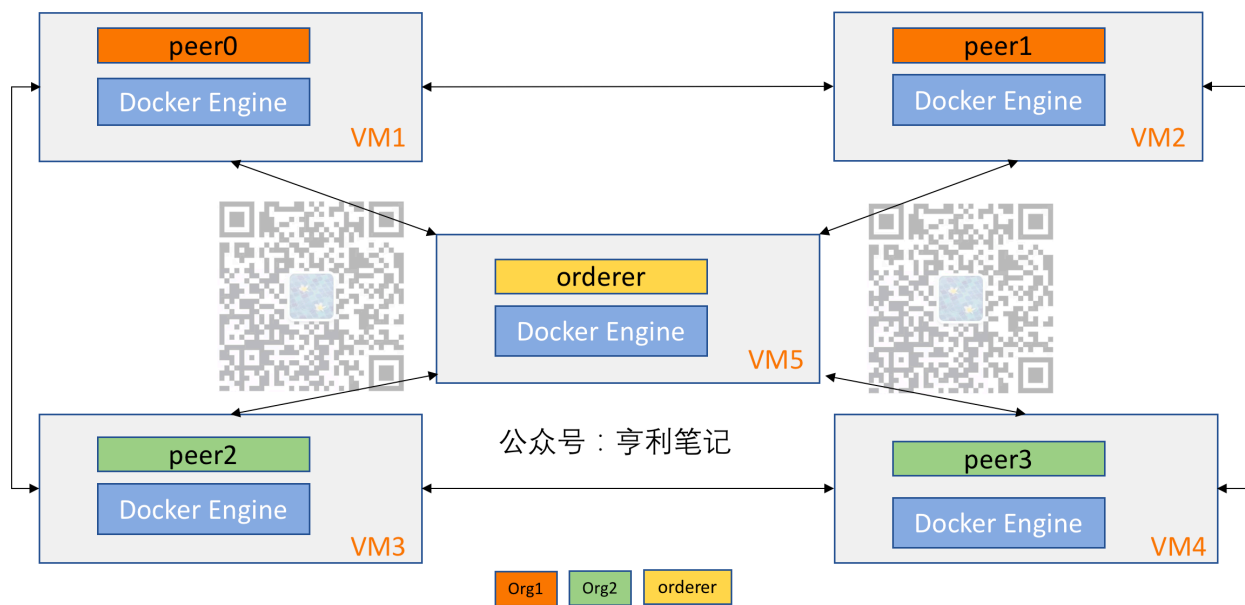 peer0
Docker Engine
VM1
peer1
Docker Engine
VM2
orderer
Docker Engine
VM5
公众号：亨利笔记
peer2
Docker Engine
VM3
peer3
Docker Engine
VM4
Org1
Org2
orderer